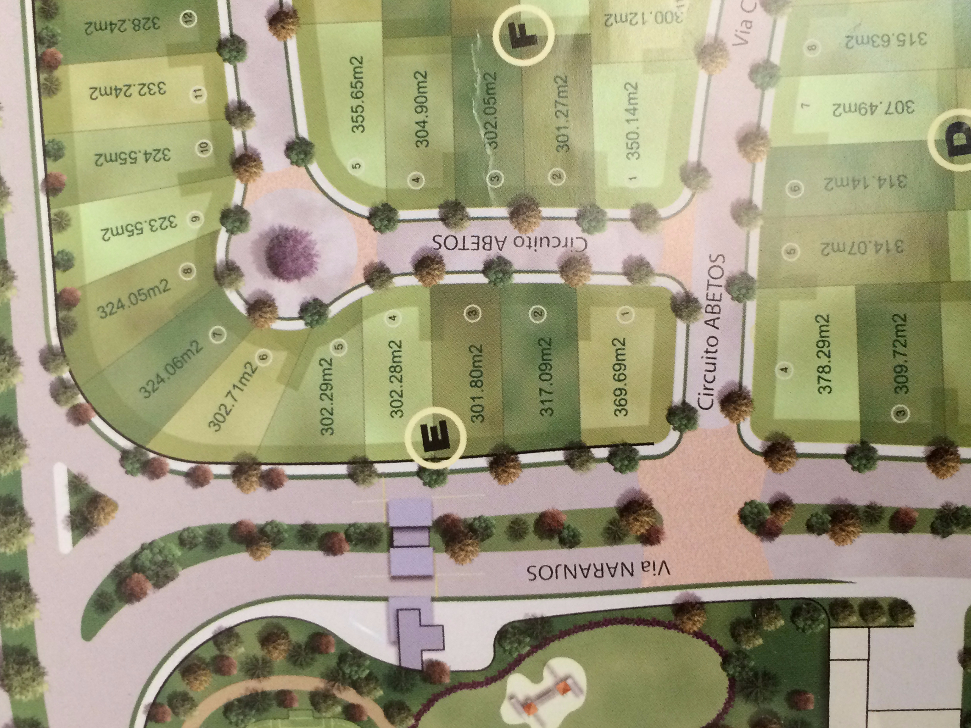 324.05m2
8
323.55m2
9
324.55m2
10
332.24m2
11
328.24m2
12
324.06m2
7
302.71m2
6
302.29m2
5
302.28m2
4
E
301.80m2
3
317.09m2
2
369.69m2
1
5
355.65m2
4
304.90m2
3
302.05m2
F
2
301.27m2
1
350.14m2
300.12m2
Circuito ABETOS
Via NARANJOS
Circuito ABETOS
Via C
4
378.29m2
3
309.72m2
5
314.07m2
6
314.14m2
7
307.49m2
8
315.63m2
D